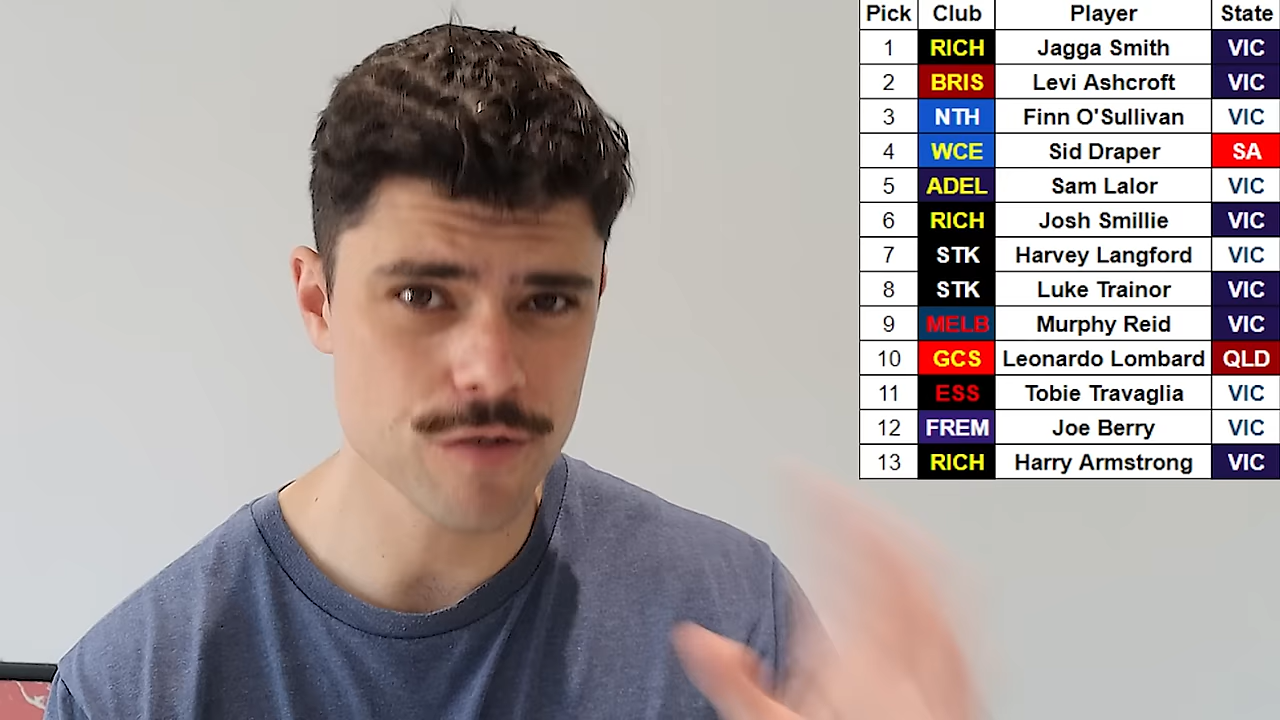 Pick Club Player State
1 RICH Jagga Smith VIC
2 BRIS Levi Ashcroft VIC
3 NTH Finn O'Sullivan VIC
4 WCE Sid Draper SA
5 ADEL Sam Lalor VIC
6 RICH Josh Smillie VIC
7 STK Harvey Langford VIC
8 STK Luke Trainor VIC
9 MELB Murphy Reid VIC
10 GCS Leonardo Lombard QLD
11 ESS Tobie Travaglia VIC
12 FREM Joe Berry VIC
13 RICH Harry Armstrong VIC